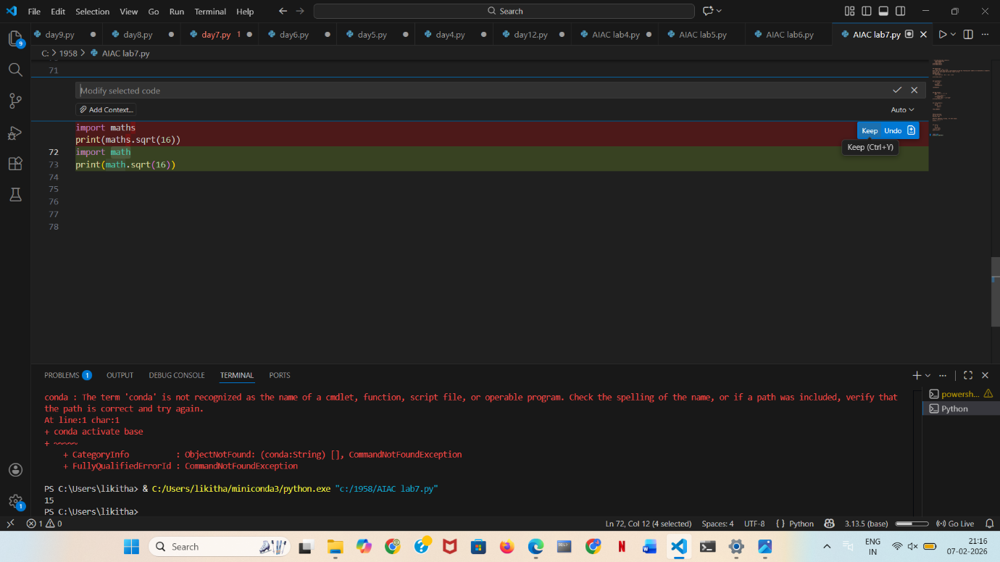 File Edit Selection View Go Run Terminal Help Search
day9.py day8.py day7.py 1 day6.py day5.py day4.py day12.py AIAC lab4.py AIAC lab5.py AIAC lab6.py AIAC lab7.py
9
C: > 1958 > AIAC lab7.py
71
Modify selected code
Add Context... Auto
import maths
Keep Undo
print(maths.sqrt(16))
Keep (Ctrl+Y)
72 import math
73 print(math.sqrt(16))
74
75
76
77
78
PROBLEMS 1 OUTPUT DEBUG CONSOLE TERMINAL PORTS
conda : The term 'conda' is not recognized as the name of a cmdlet, function, script file, or operable program. Check the spelling of the name, or if a path was included, verify that
the path is correct and try again.
At line:1 char:1
+ conda activate base
+ ~~~~~
+ CategoryInfo : ObjectNotFound: (conda:String) [], CommandNotFoundException
+ FullyQualifiedErrorId : CommandNotFoundException
powersh...
Python
PS C:\Users\likitha> & C:/Users/likitha/miniconda3/python.exe "c:/1958/AIAC lab7.py"
15
PS C:\Users\likitha>
1
1 0 Ln 72, Col 12 (4 selected) Spaces: 4 UTF-8 { } Python 3.13.5 (base) Go Live
Search
ENG
IN
21:16
07-02-2026